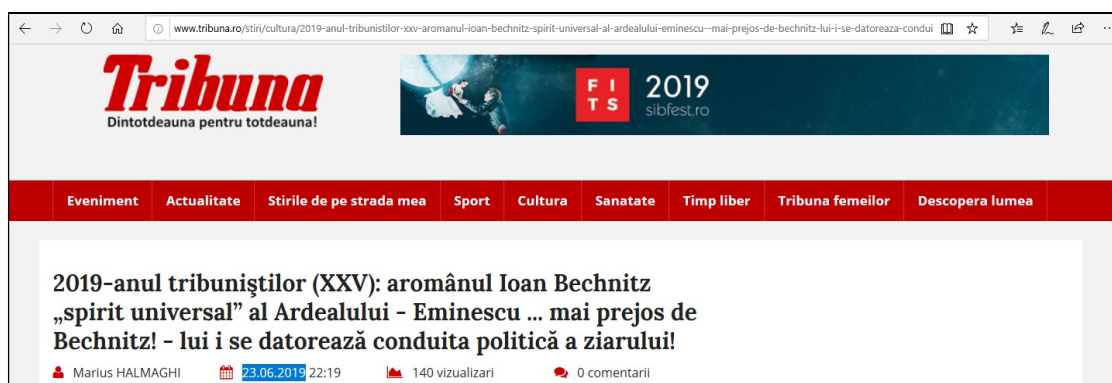 www.tribuna.ro/stiri/cultura/2019-anul-tribunistilor-xxv-aromanul-ioan-bechnitz-spirit-universal-al-ardealului-eminescu--mai-prejos-de-bechnitz-lui-i-se-datoreaza-condui
Tribuna
Dintotdeauna pentru totdeauna!
F I
T S
2019
sibfest.ro
Eveniment Actualitate Stirile de pe strada mea Sport Cultura Sanatate Timp liber Tribuna femeilor Descopera lumea
2019-anul tribuniştilor (XXV): aromânul Ioan Bechnitz
„spirit universal” al Ardealului - Eminescu ... mai prejos de
Bechnitz! - lui i se datorează conduita politică a ziarului!
Marius HALMAGHI 23.06.2019 22:19 140 vizualizari 0 comentarii